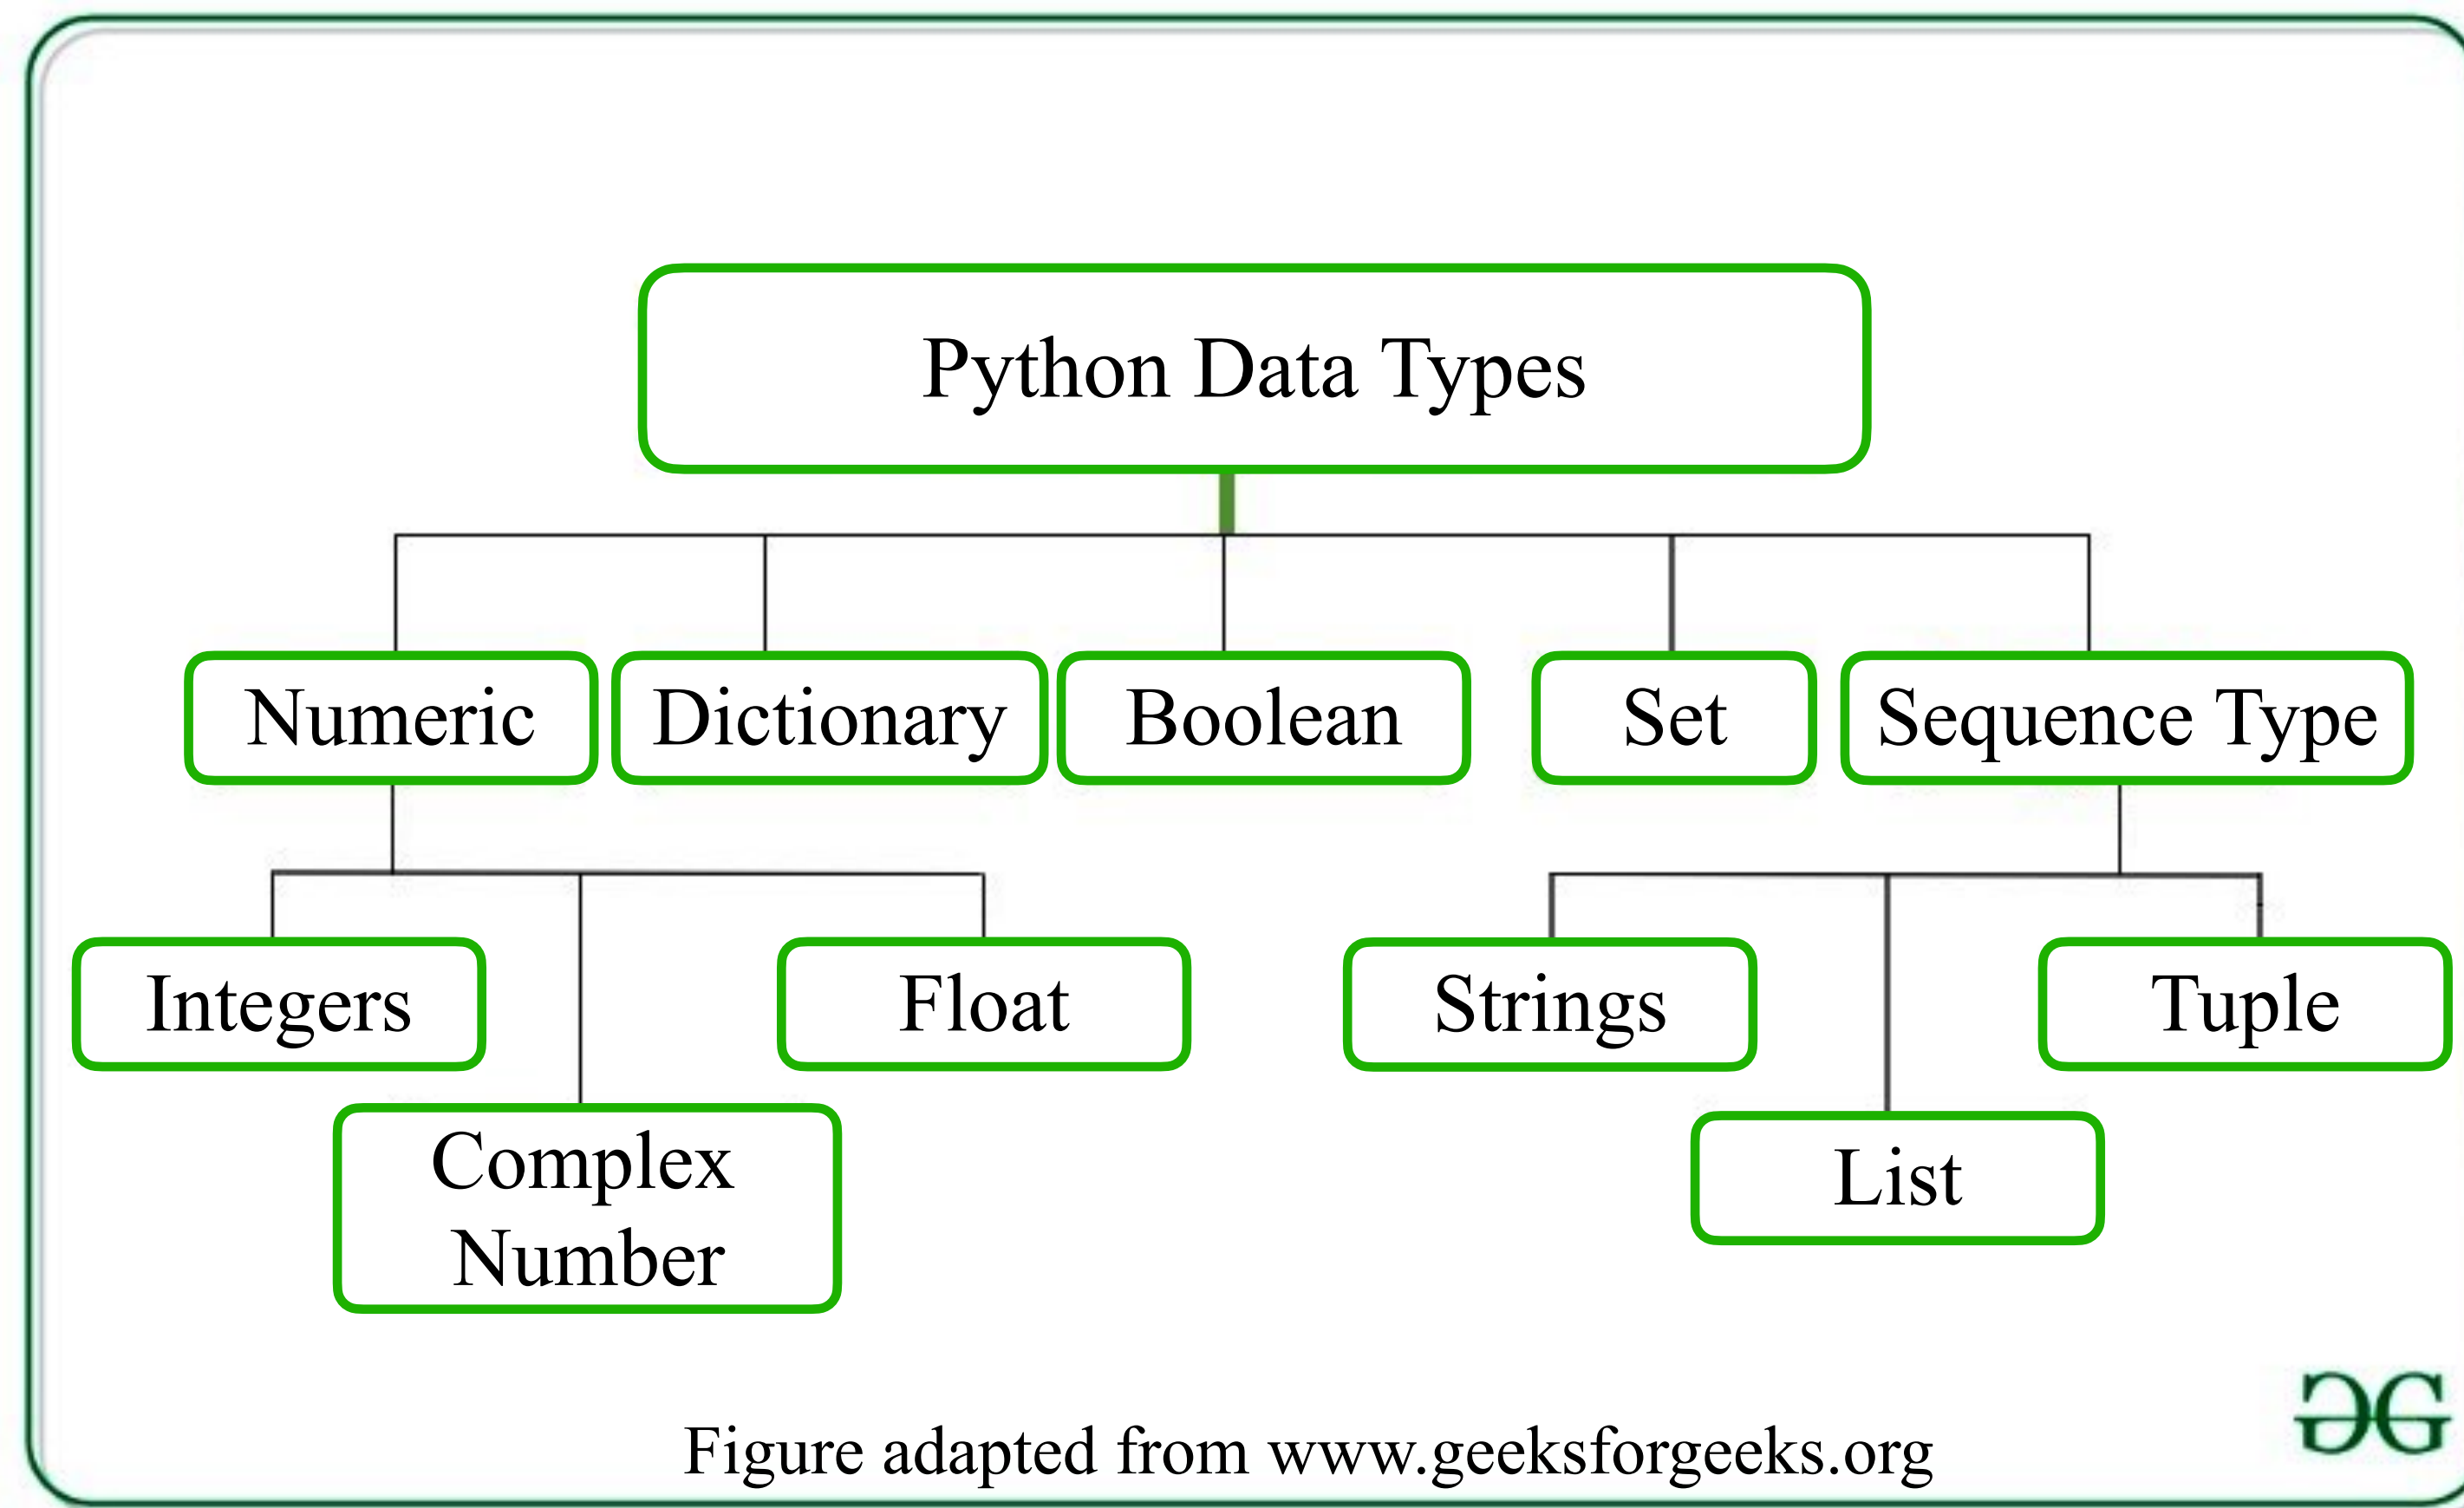 Python Data Types
Numeric
Dictionary
Boolean
Set
Sequence Type
Integers
Float
Strings
Tuple
Complex
Number
List
Figure adapted from www.geeksforgeeks.org